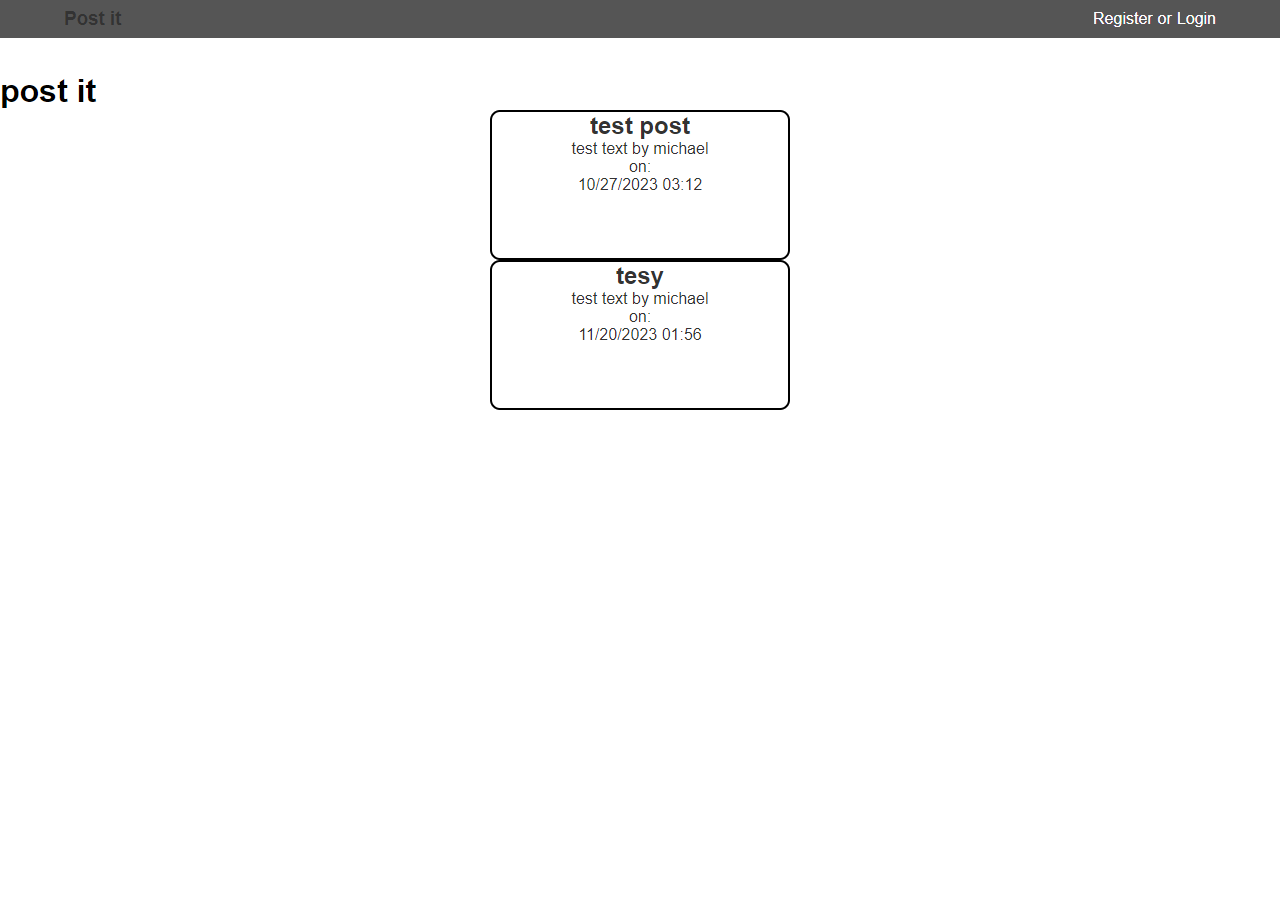 Post it
Register or Login
post it
test post
test text by michael
on:
10/27/2023 03:12
tesy
test text by michael
on:
11/20/2023 01:56